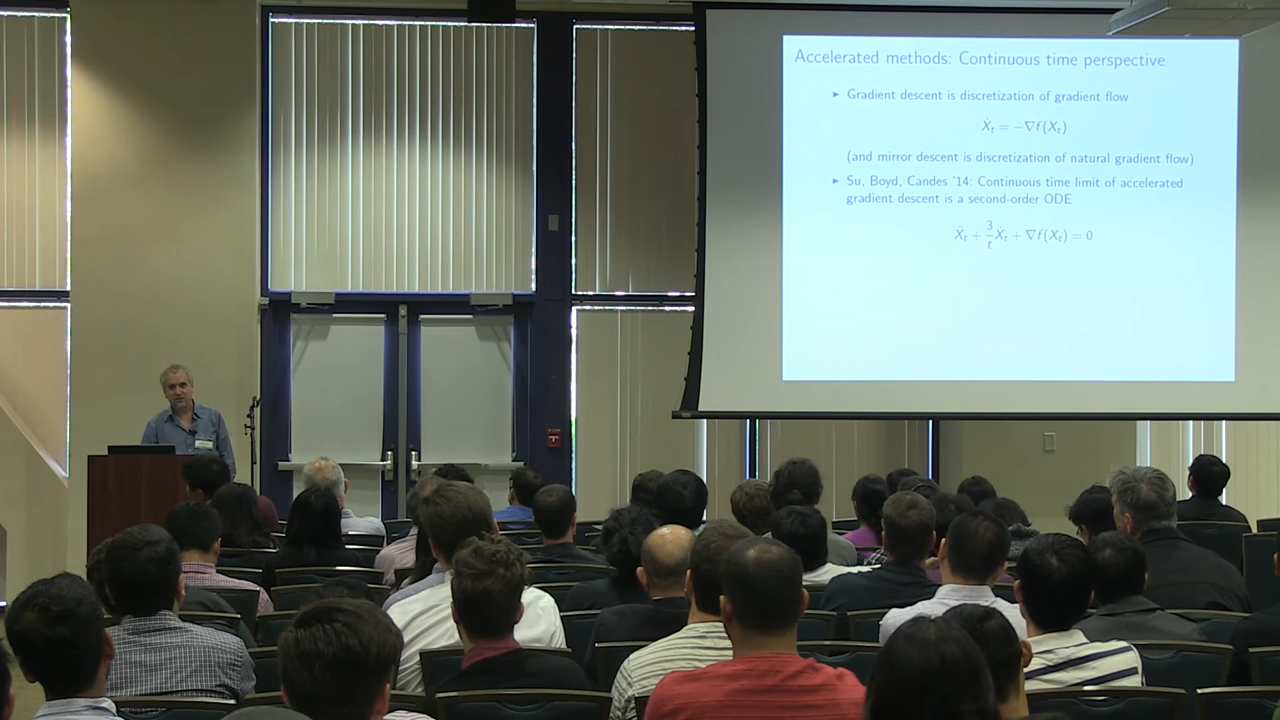 Accelerated methods: Continuous time perspective
► Gradient descent is discretization of gradient flow
Ẋₜ = −∇f(Xₜ)
(and mirror descent is discretization of natural gradient flow)
► Su, Boyd, Candes '14: Continuous time limit of accelerated
gradient descent is a second-order ODE
Ẍₜ + 3/t Ẋₜ + ∇f(Xₜ) = 0